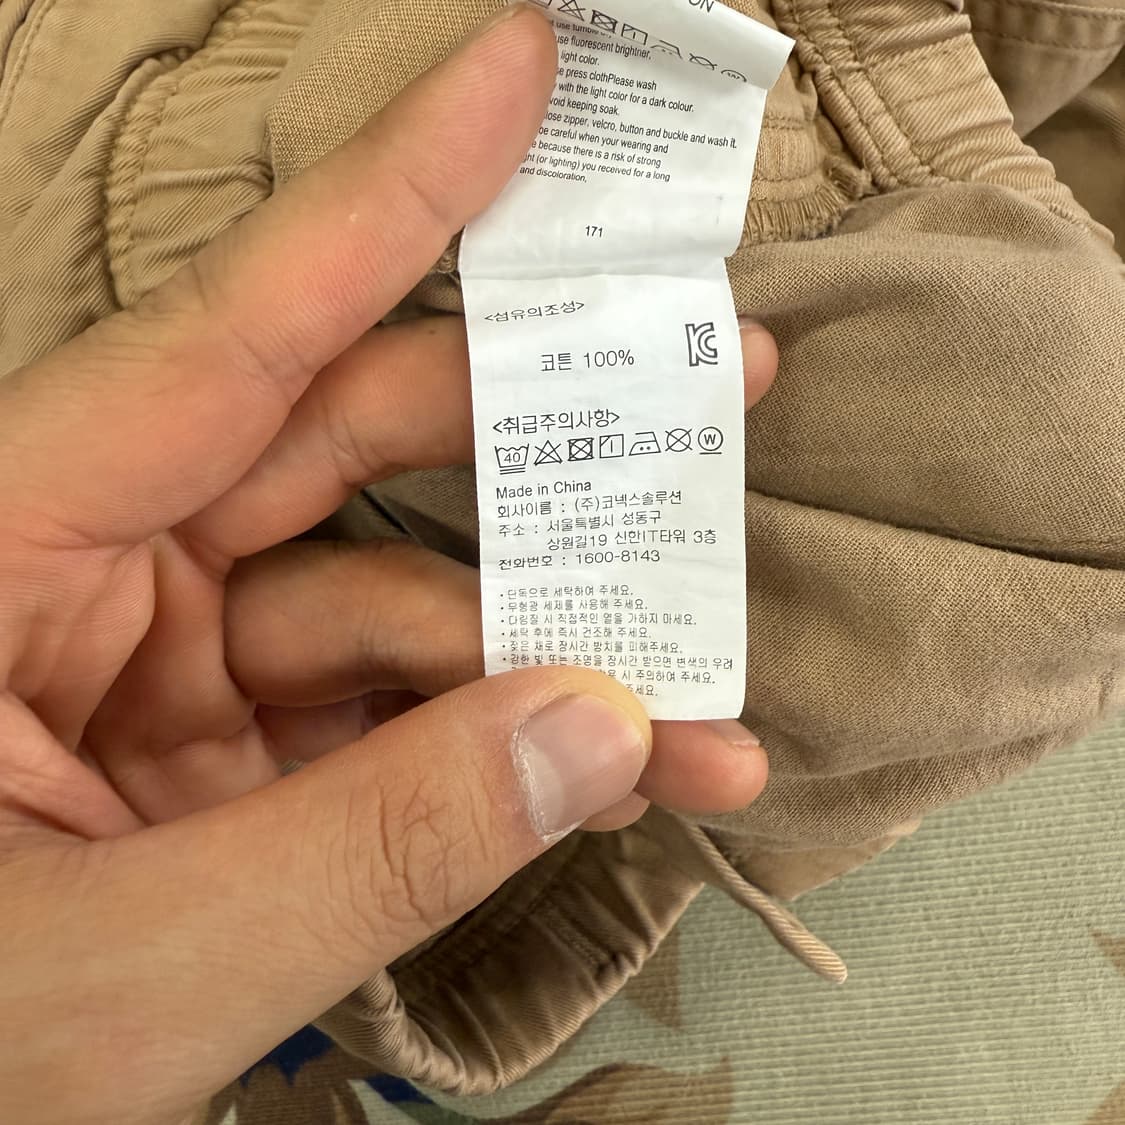 ON
use tumble
use fluorescent brightner,
light color.
press clothPlease wash
with the light color for a dark colour.
void keeping soak.
lose zipper, velcro, button and buckle and wash it.
be careful when your wearing and
because there is a risk of strong
(or lighting) you received for a long
and discoloration,
171
<섬유의조성>
코튼 100%
<취급주의사항>
40
W
Made in China
회사이름 : (주)코넥스솔루션
주소 : 서울특별시 성동구
상원길19 신한IT타워 3층
전화번호 : 1600-8143
• 단독으로 세탁하여 주세요.
• 무형광 세제를 사용해 주세요.
• 다림질 시 직접적인 열을 가하지 마세요.
• 세탁 후에 즉시 건조해 주세요.
• 젖은 채로 장시간 방치를 피해주세요.
• 강한 빛 또는 조명을 장시간 받으면 변색의 우려
시 주의하여 주세요.
주세요.